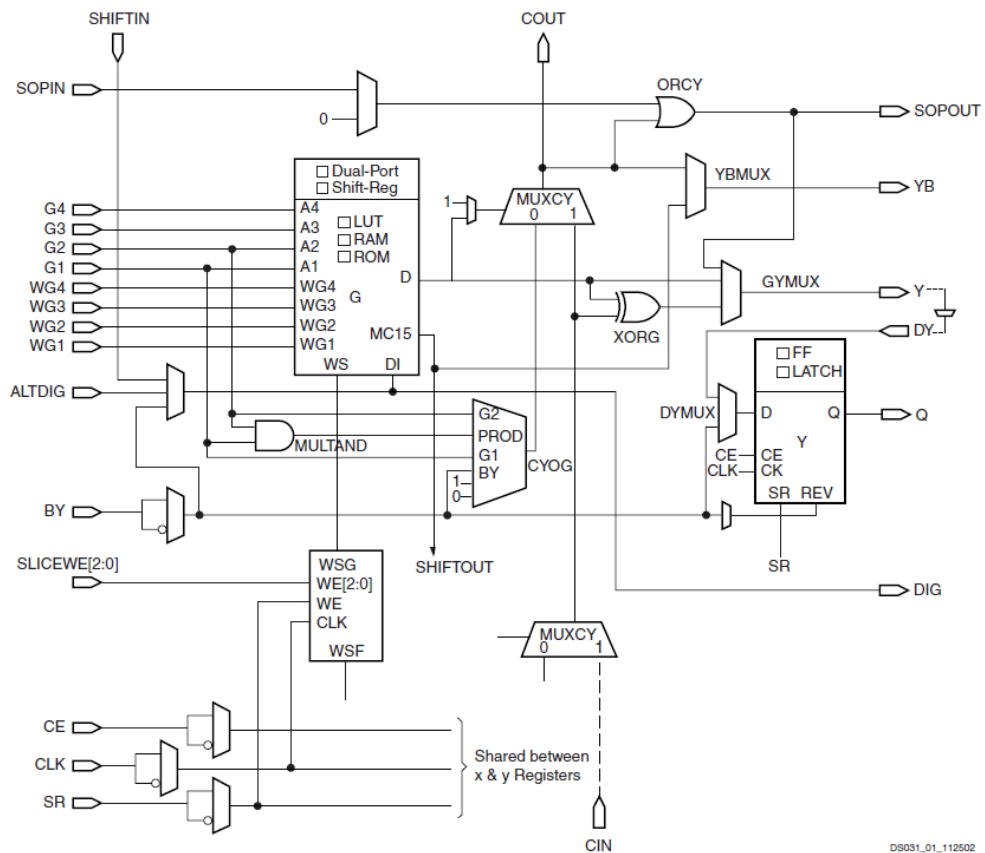 SHIFTIN
COUT
SOPIN
0
ORCY
SOPOUT
Dual-Port
Shift-Reg
YBMUX
YB
G4
G3
G2
G1
WG4
WG3
WG2
WG1
A4
A3
A2
A1
WG4
WG3
WG2
WG1
LUT
RAM
ROM
G
D
MC15
WS
DI
1
MUXCY
0 1
GYMUX
Y
DY
XORG
ALTDIG
FF
LATCH
DYMUX
D
Q
Y
CE
CLK
CE
CK
SR REV
Q
SR
G2
PROD
G1
BY
1
0
MULTAND
CYOG
BY
SHIFTOUT
DIG
SLICEWE[2:0]
WSG
WE[2:0]
WE
CLK
WSF
MUXCY
0 1
CE
CLK
SR
Shared between
x & y Registers
CIN
DS031_01_112502